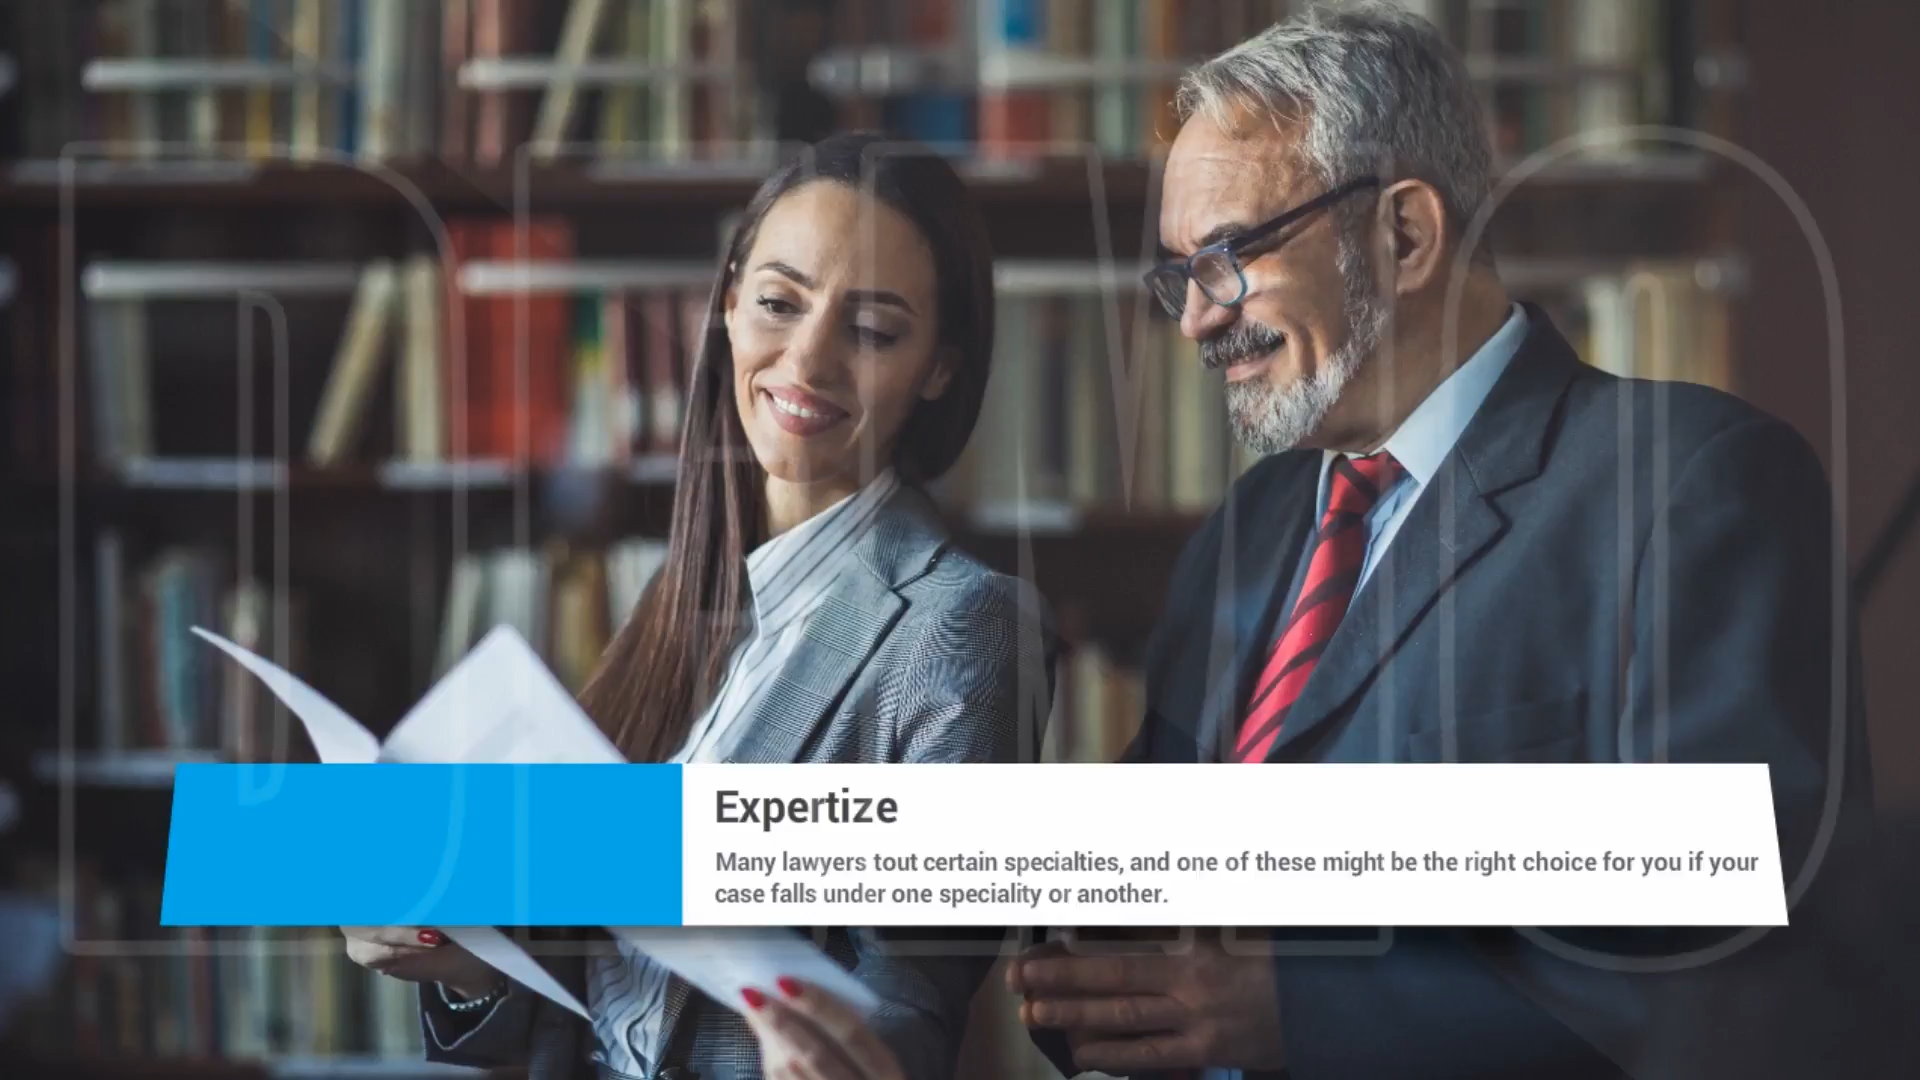 DEMO
Expertize
Many lawyers tout certain specialties, and one of these might be the right choice for you if your
case falls under one speciality or another.